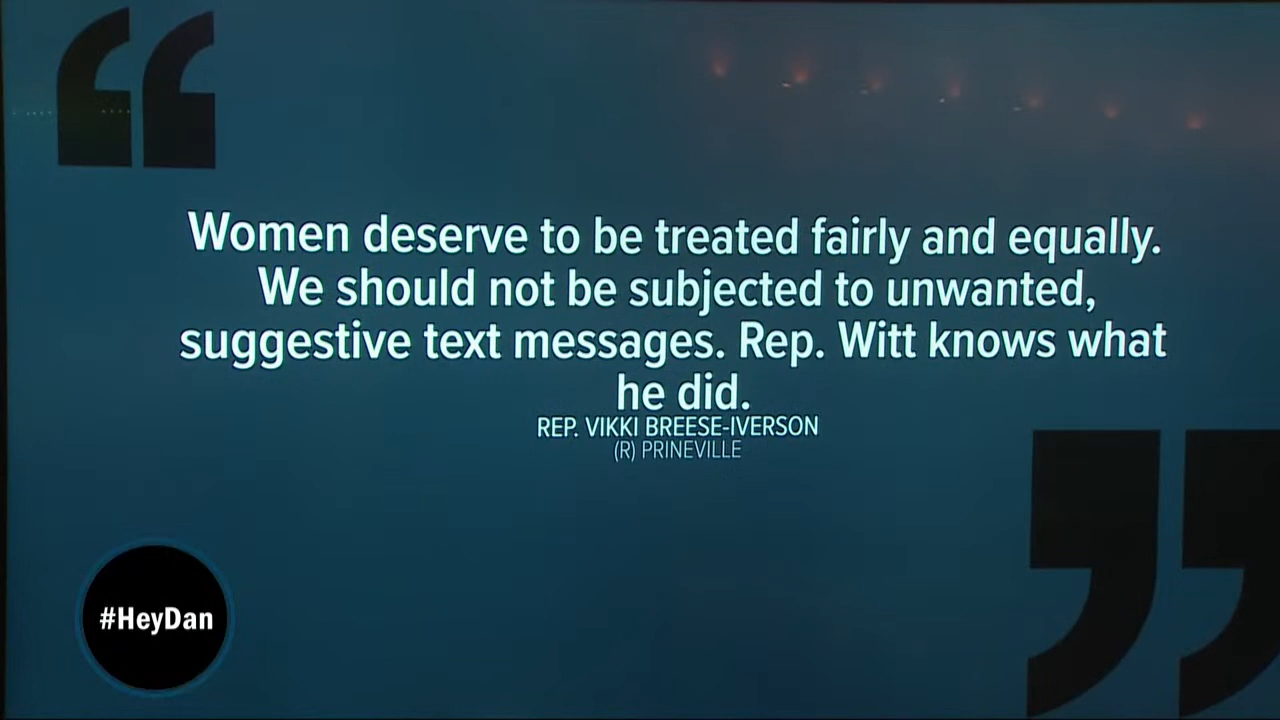 Women deserve to be treated fairly and equally.
We should not be subjected to unwanted,
suggestive text messages. Rep. Witt knows what
he did.
REP. VIKKI BREESE-IVERSON
(R) PRINEVILLE
#HeyDan